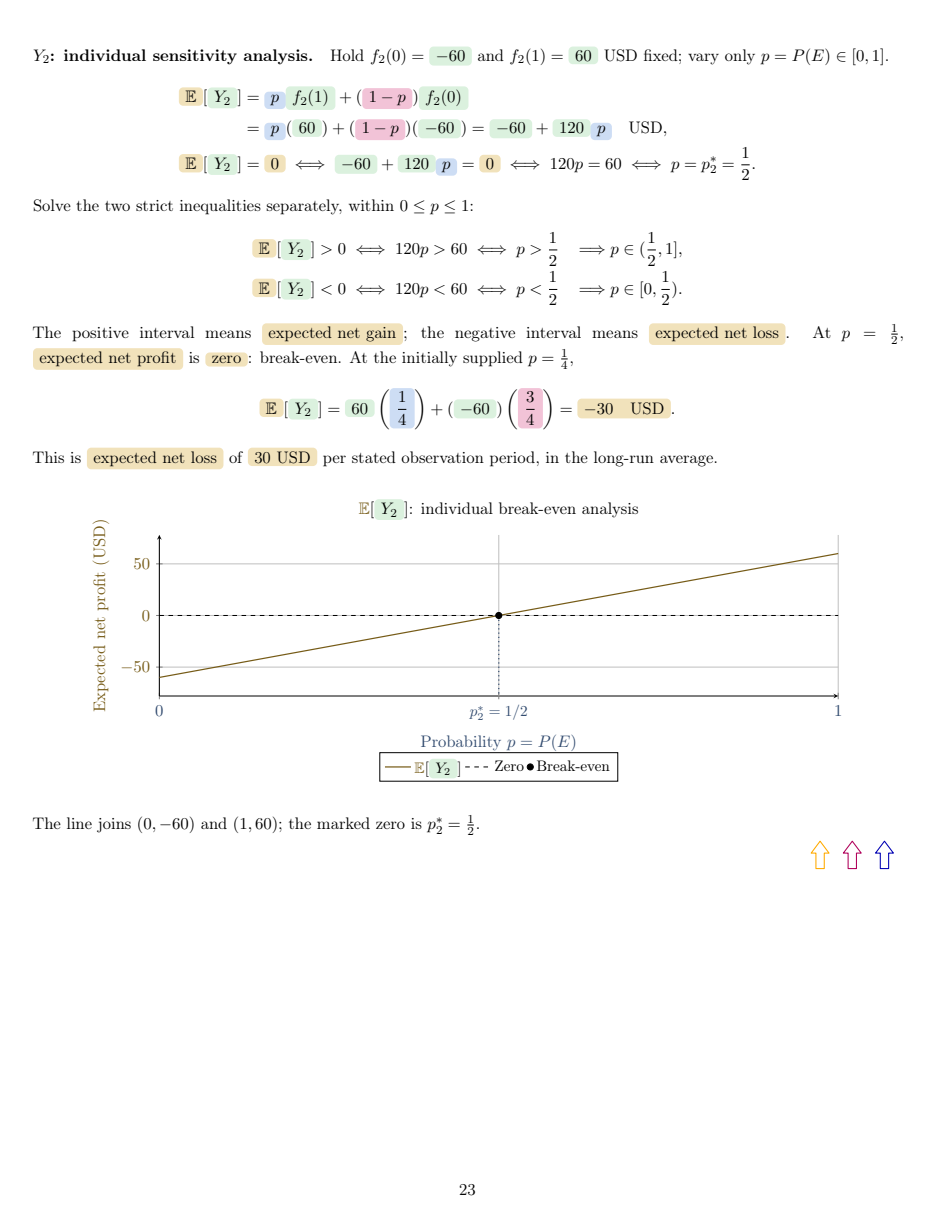 Y₂: individual sensitivity analysis. Hold f₂(0) = −60 and f₂(1) = 60 USD fixed; vary only p = P(E) ∈ [0, 1].
𝔼[ Y₂ ] = p f₂(1) + ( 1 − p ) f₂(0)
= p ( 60 ) + ( 1 − p )( −60 ) = −60 + 120 p USD,
𝔼[ Y₂ ] = 0 ⟺ −60 + 120 p = 0 ⟺ 120p = 60 ⟺ p = p₂* = 1/2.
Solve the two strict inequalities separately, within 0 ≤ p ≤ 1:
𝔼[ Y₂ ] > 0 ⟺ 120p > 60 ⟺ p > 1/2 ⟹ p ∈ (1/2, 1],
𝔼[ Y₂ ] < 0 ⟺ 120p < 60 ⟺ p < 1/2 ⟹ p ∈ [0, 1/2).
The positive interval means expected net gain; the negative interval means expected net loss. At p = 1/2,
expected net profit is zero: break-even. At the initially supplied p = 1/4,
𝔼[ Y₂ ] = 60 (1/4) + ( −60 ) (3/4) = −30 USD.
This is expected net loss of 30 USD per stated observation period, in the long-run average.
𝔼[ Y₂ ]: individual break-even analysis
Expected net profit (USD)
50
0
−50
0 p₂* = 1/2 1
Probability p = P(E)
𝔼[ Y₂ ] Zero Break-even
The line joins (0, −60) and (1, 60); the marked zero is p₂* = 1/2.
23